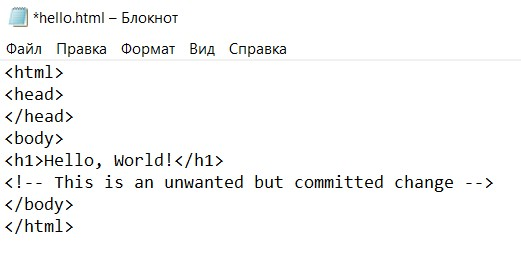 *hello.html – Блокнот
Файл Правка Формат Вид Справка
<html>
<head>
</head>
<body>
<h1>Hello, World!</h1>
<!-- This is an unwanted but committed change -->
</body>
</html>